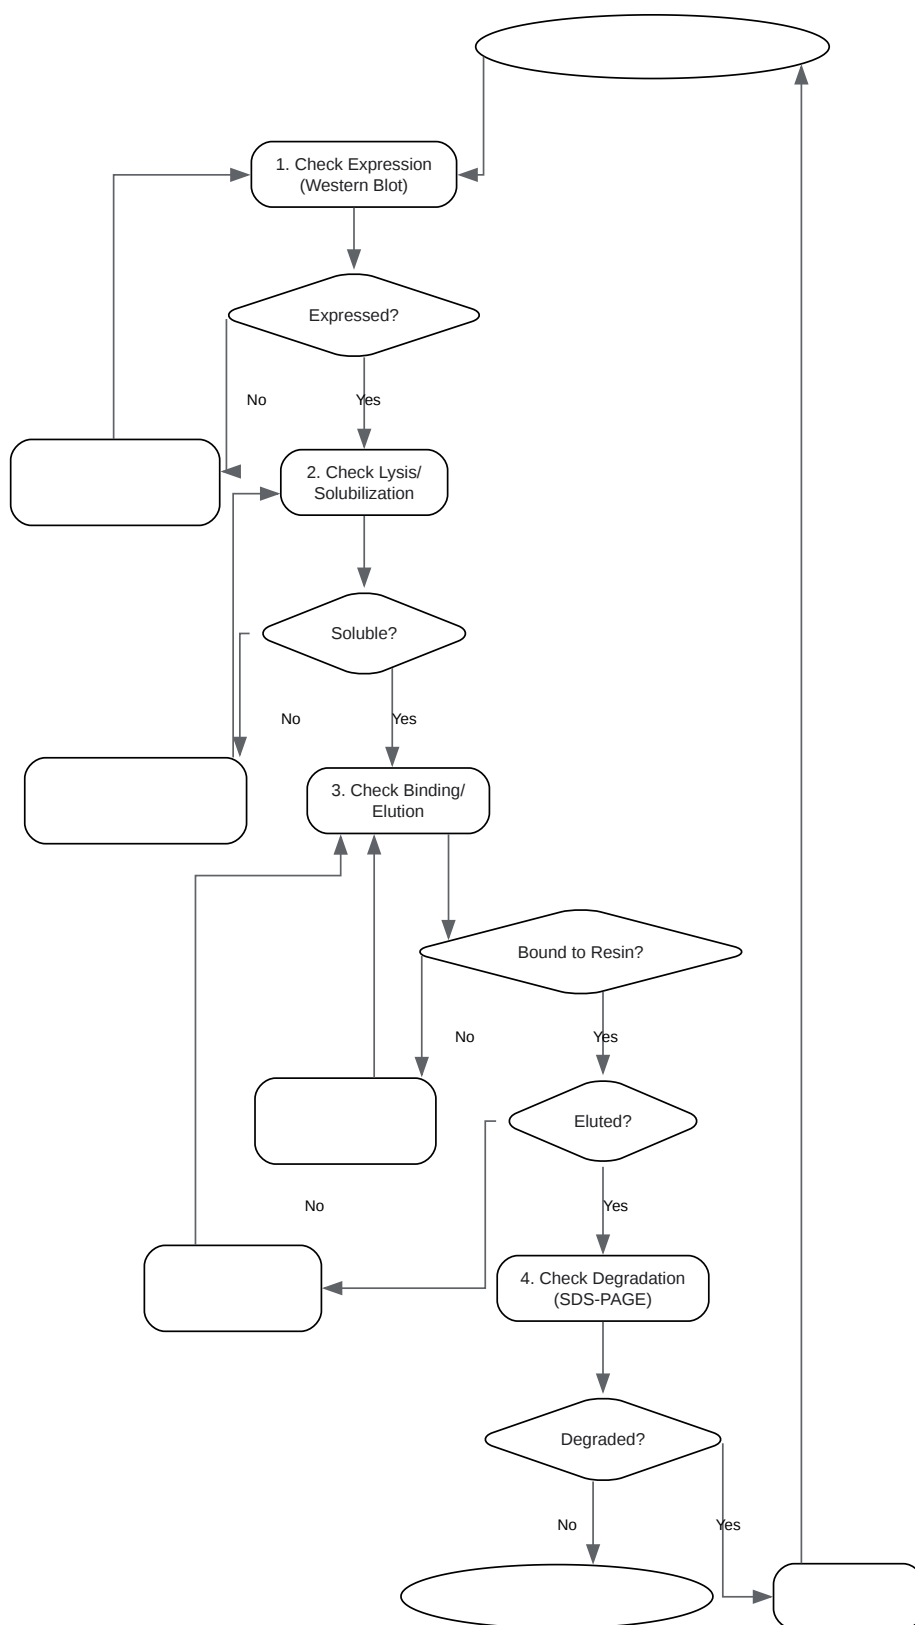 1. Check Expression
(Western Blot)
Expressed?
No
Yes
2. Check Lysis/
Solubilization
Soluble?
No
Yes
3. Check Binding/
Elution
Bound to Resin?
No
Yes
Eluted?
No
Yes
4. Check Degradation
(SDS-PAGE)
Degraded?
No
Yes